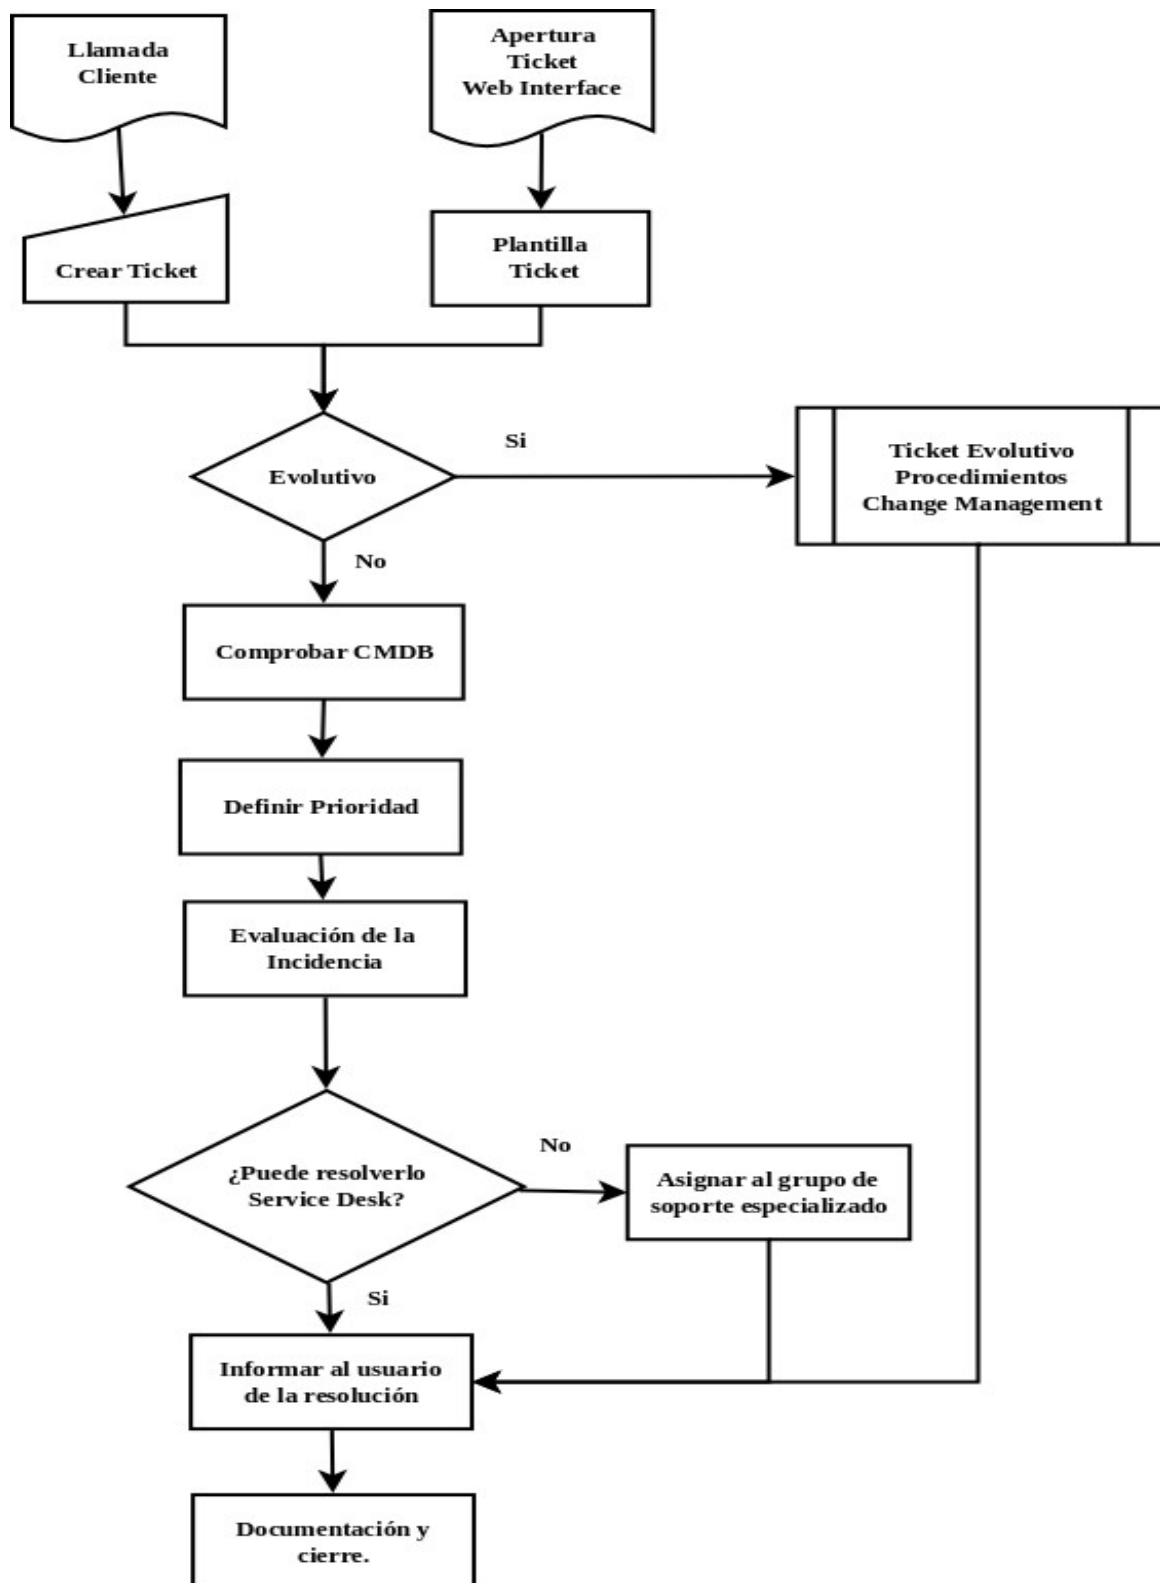 Llamada
Cliente
Apertura
Ticket
Web Interface
Crear Ticket
Plantilla
Ticket
Evolutivo
Si
Ticket Evolutivo
Procedimientos
Change Management
No
Comprobar CMDB
Definir Prioridad
Evaluación de la
Incidencia
¿Puede resolverlo
Service Desk?
No
Asignar al grupo de
soporte especializado
Si
Informar al usuario
de la resolución
Documentación y
cierre.